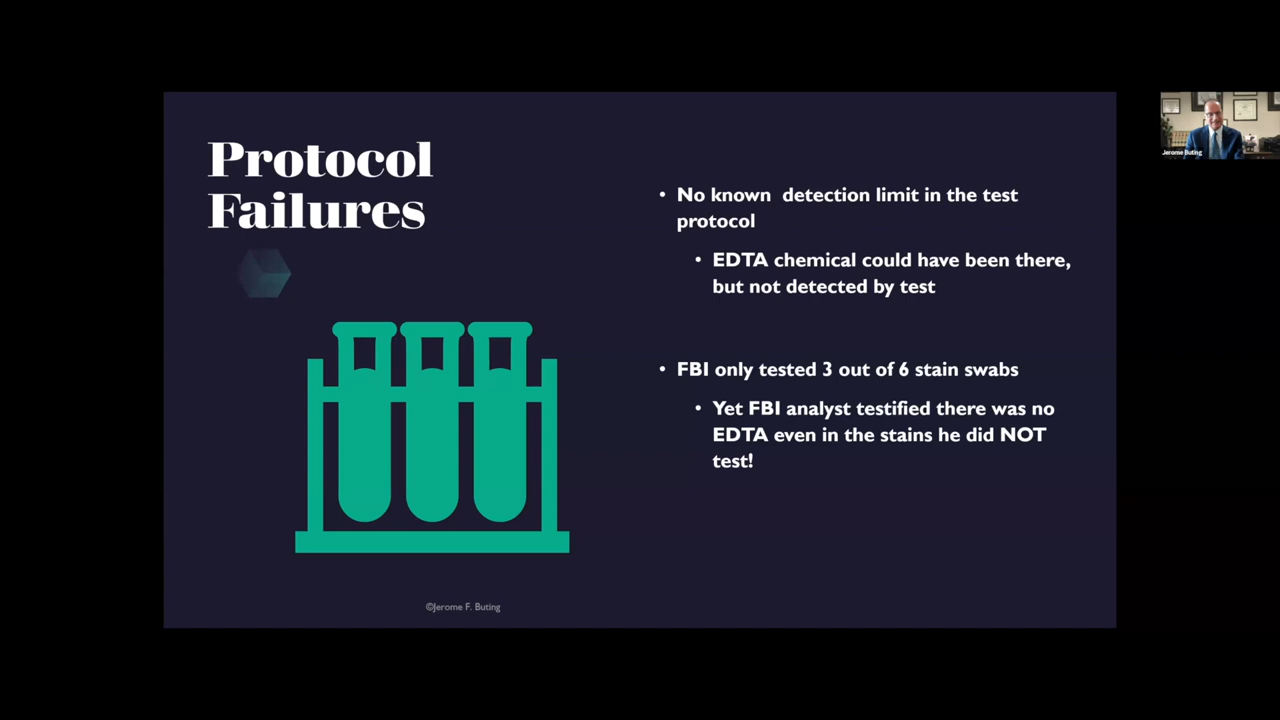 Protocol
Failures
• No known  detection limit in the test
protocol
• EDTA chemical could have been there,
but not detected by test
• FBI only tested 3 out of 6 stain swabs
• Yet FBI analyst testified there was no
EDTA even in the stains he did NOT
test!
©Jerome F. Buting
Jerome Buting